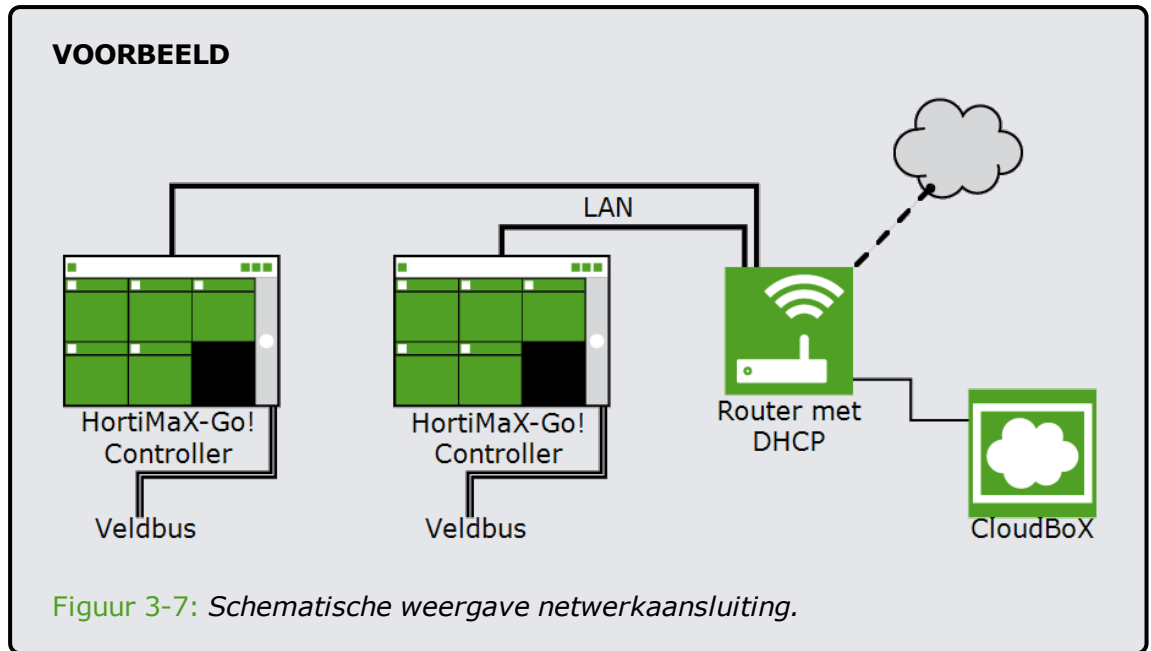 VOORBEELD
LAN
HortiMaX-Go!
Controller
HortiMaX-Go!
Controller
Router met
DHCP
Veldbus
Veldbus
CloudBoX
Figuur 3-7: Schematische weergave netwerkaansluiting.